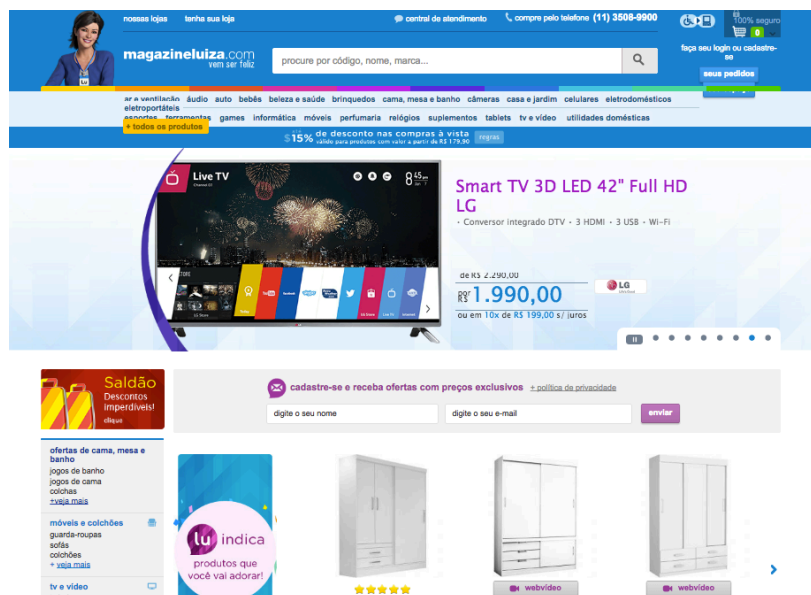 nossas lojas tenha sua loja
central de atendimento
compre pelo telefone (11) 3508-9900
100% seguro
0
magazineluiza.com
vem ser feliz
procure por código, nome, marca...
faça seu login ou cadastre-
se
seus pedidos
Lu
ar e ventilação áudio auto bebês beleza e saúde brinquedos cama, mesa e banho câmeras casa e jardim celulares eletrodomésticos
eletroportáteis
esportes ferramentas games informática móveis perfumaria relógios suplementos tablets tv e vídeo utilidades domésticas
+ todos os produtos
15% de desconto nas compras à vista
válido para produtos com valor a partir de R$ 179,90
regras
Live TV
8 45
Smart TV 3D LED 42" Full HD
LG
• Conversor integrado DTV • 3 HDMI • 3 USB • Wi-Fi
de R$ 2.290,00
por
R$ 1.990,00
LG
ou em 10x de R$ 199,00 s/ juros
Saldão
Descontos
imperdíveis!
clique
cadastre-se e receba ofertas com preços exclusivos + política de privacidade
digite o seu nome
digite o seu e-mail
enviar
ofertas de cama, mesa e
banho
jogos de banho
jogos de cama
colchas
+veja mais
móveis e colchões
guarda-roupas
sofás
colchões
+ veja mais
tv e vídeo
lu indica
produtos que
você vai adorar!
webvídeo
webvídeo